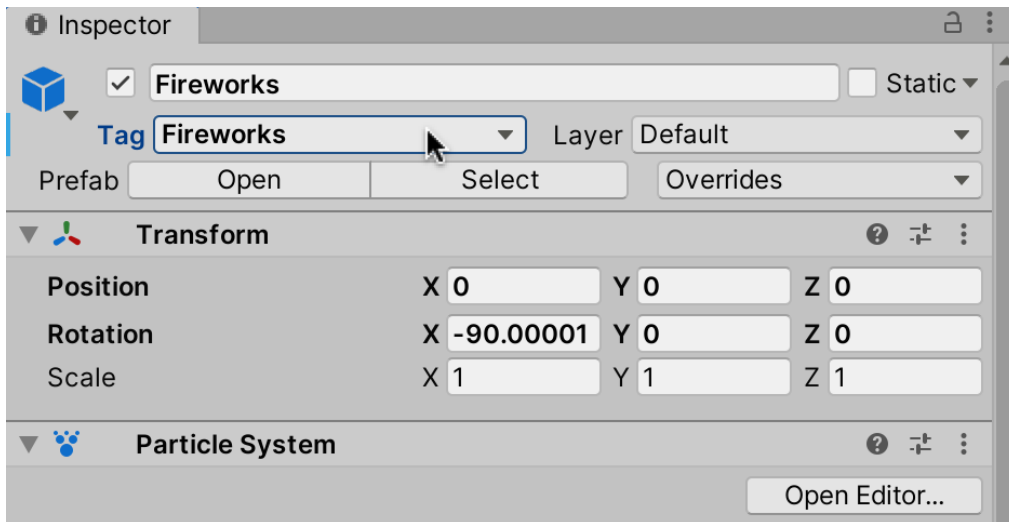 Inspector
Fireworks Static
Tag Fireworks Layer Default
Prefab Open Select Overrides
Transform
Position X 0 Y 0 Z 0
Rotation X -90.00001 Y 0 Z 0
Scale X 1 Y 1 Z 1
Particle System
Open Editor...